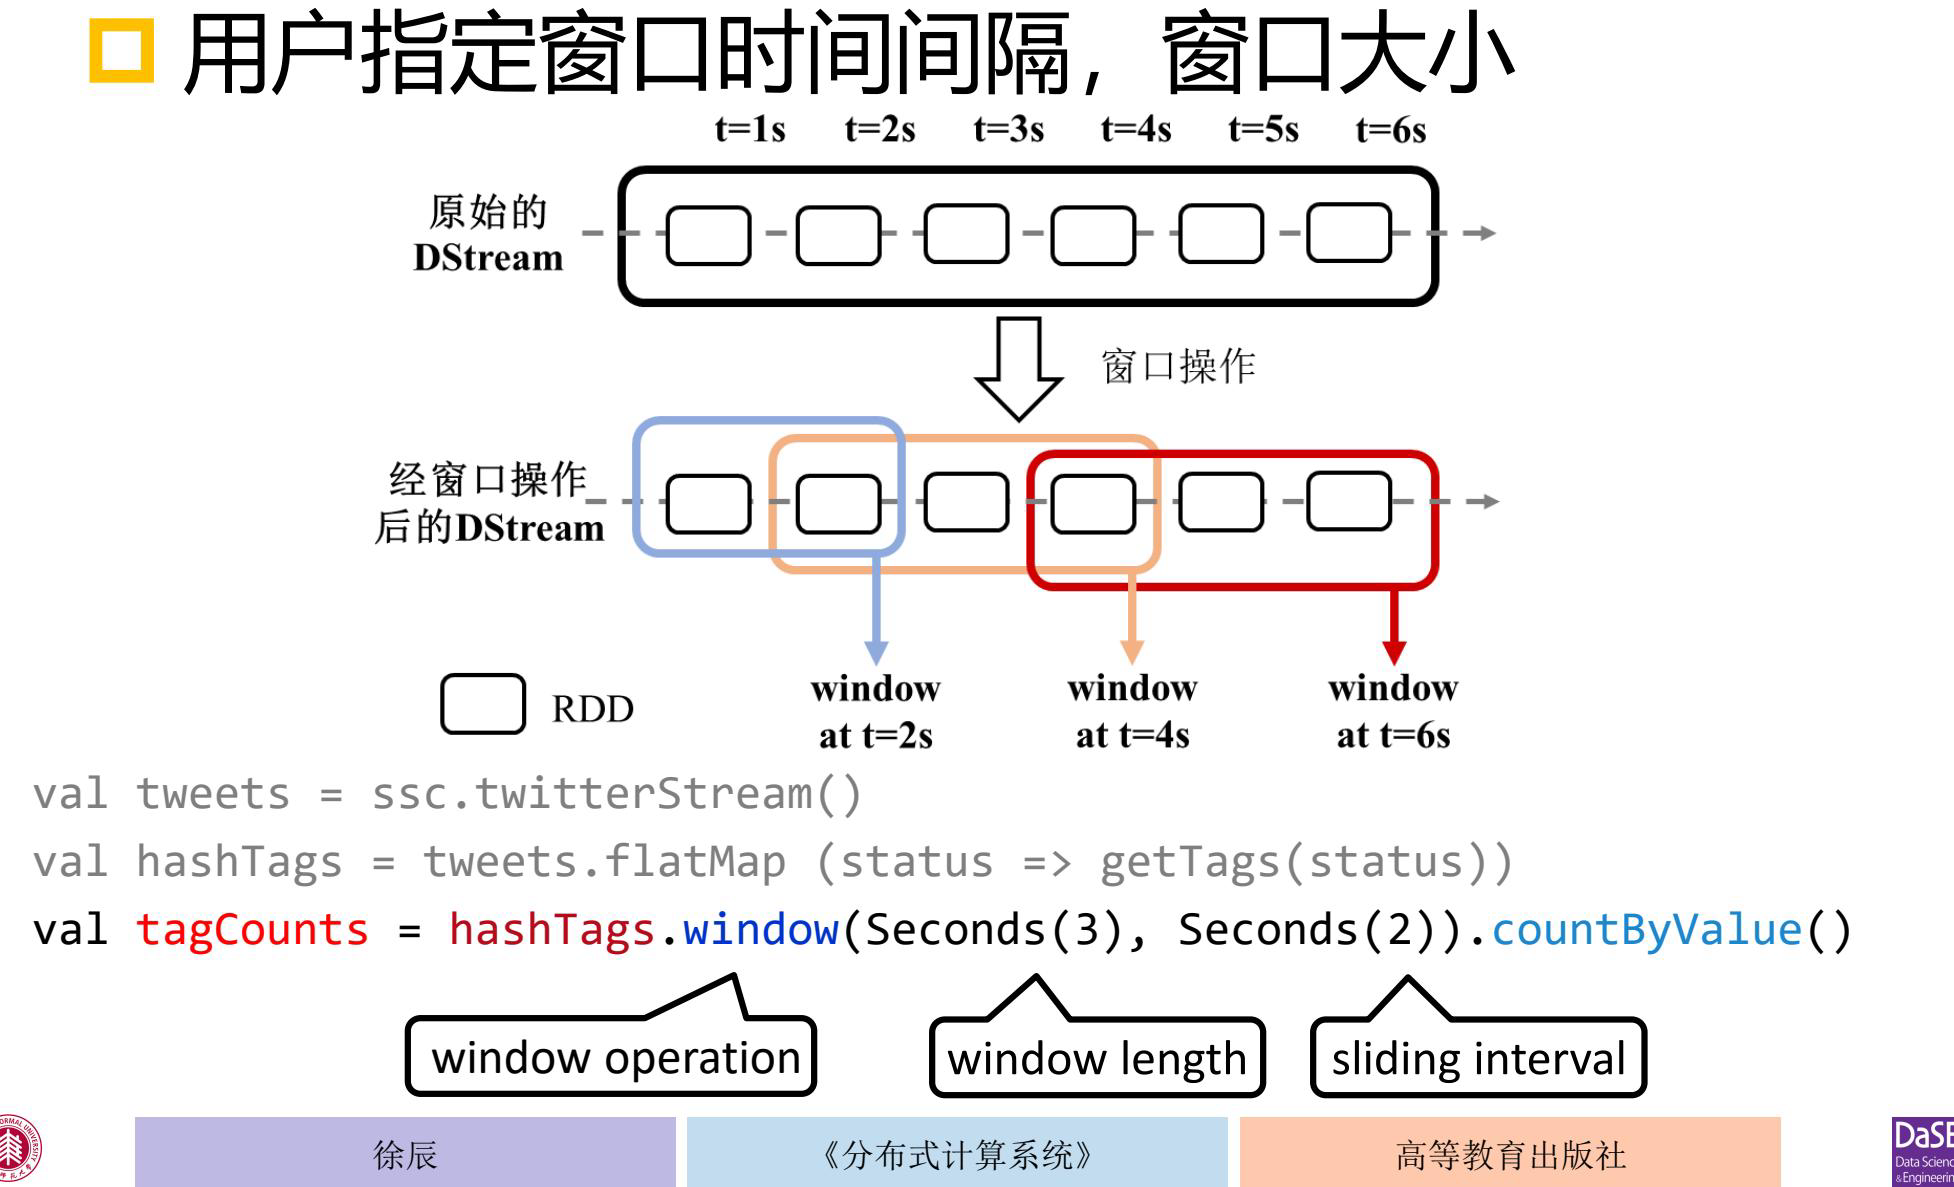 用户指定窗口时间间隔，窗口大小
t=1s t=2s t=3s t=4s t=5s t=6s
原始的
DStream
窗口操作
经窗口操作
后的DStream
RDD
window
at t=2s
window
at t=4s
window
at t=6s
val tweets = ssc.twitterStream()
val hashTags = tweets.flatMap (status => getTags(status))
val tagCounts = hashTags.window(Seconds(3), Seconds(2)).countByValue()
window operation
window length
sliding interval
徐辰
《分布式计算系统》
高等教育出版社
DaSE
Data Scienc
& Engineerin